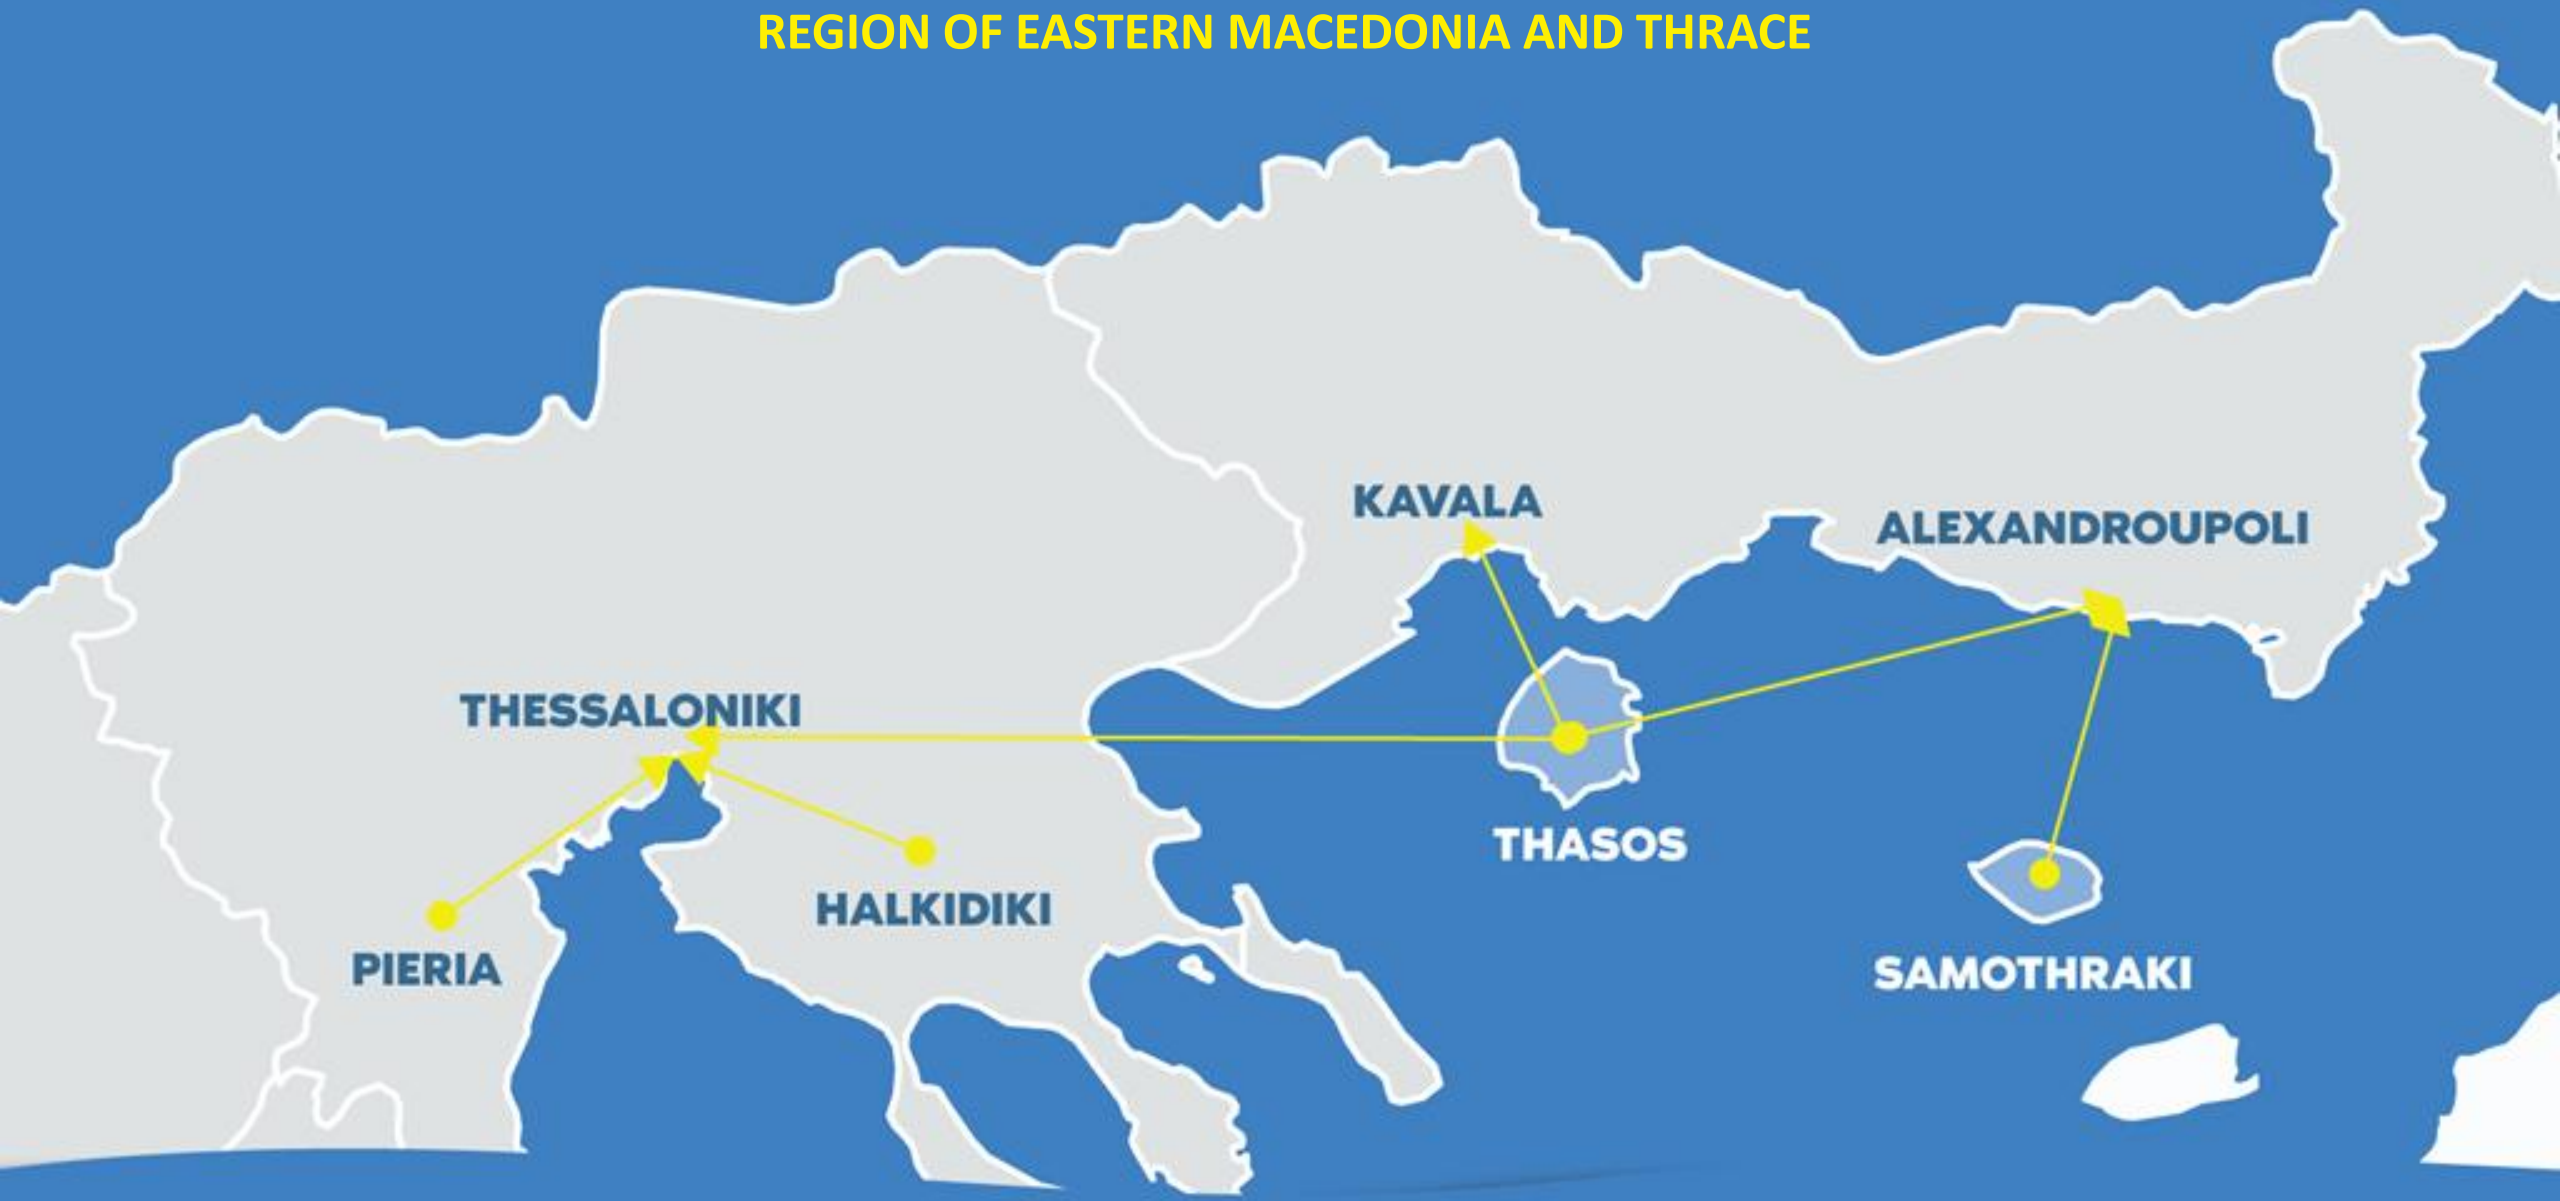 REGION OF EASTERN MACEDONIA AND THRACE
KAVALA
ALEXANDROUPOLI
THESSALONIKI
THASOS
HALKIDIKI
PIERIA
SAMOTHRAKI